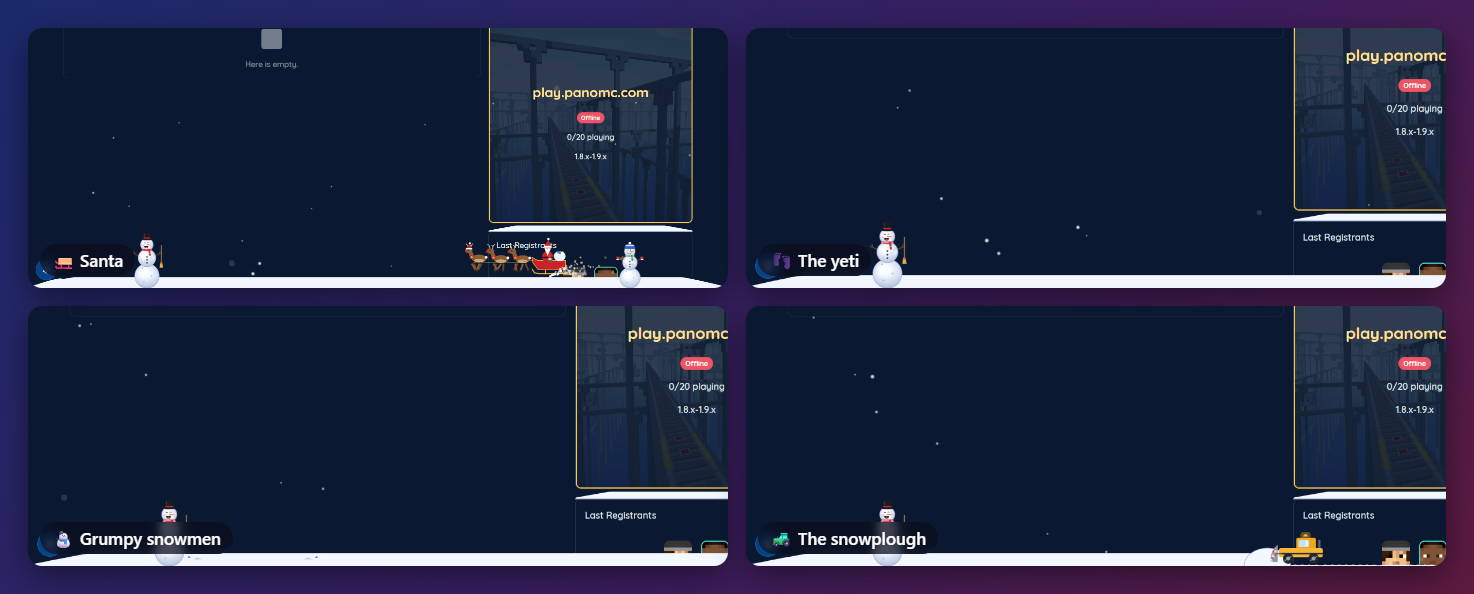 Here is empty.
play.panomc.com
Offline
0/20 playing
1.8.x-1.9.x
Last Registrants
Santa
play.panomc
Offline
0/20 playing
1.8.x-1.9.x
Last Registrants
The yeti
play.panomc
Offline
0/20 playing
1.8.x-1.9.x
Last Registrants
Grumpy snowmen
play.panomc
Offline
0/20 playing
1.8.x-1.9.x
Last Registrants
The snowplough